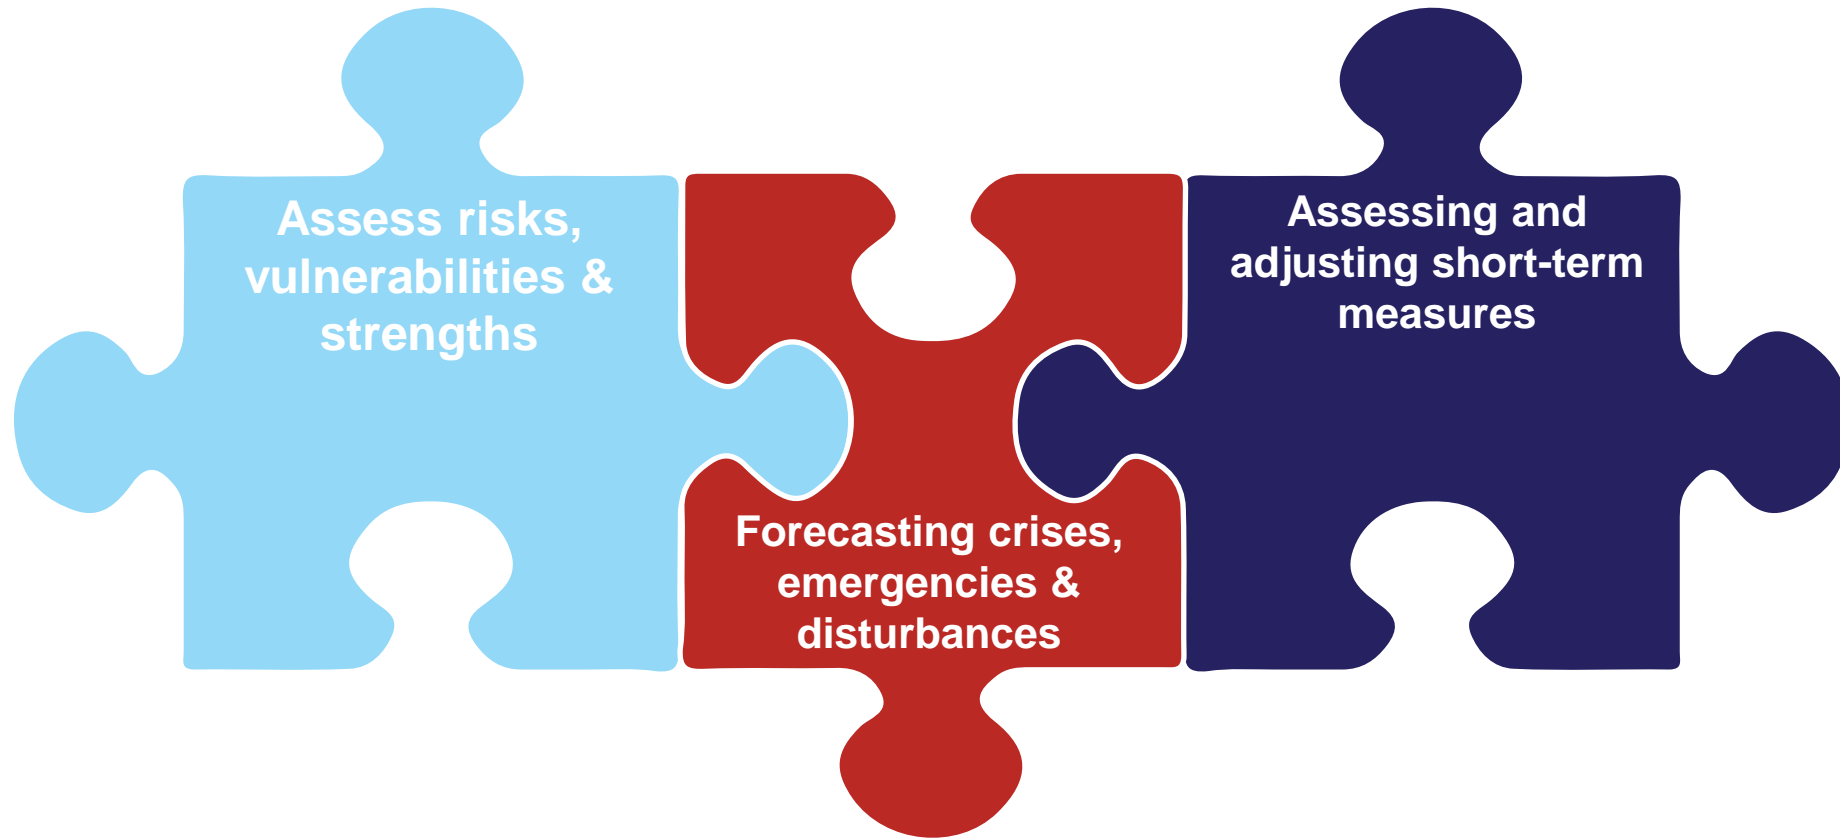 Assess risks,
vulnerabilities &
strengths
Forecasting crises,
emergencies &
disturbances
Assessing and
adjusting short-term
measures